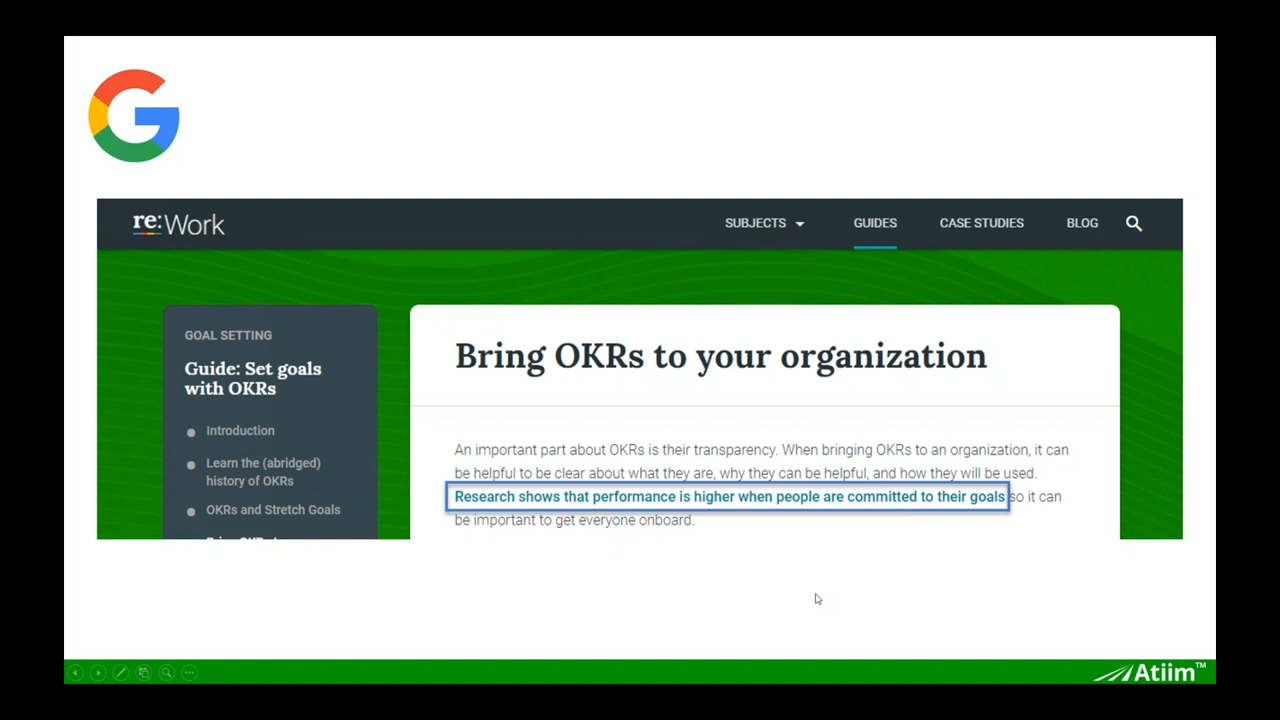 G
re:Work
SUBJECTS
GUIDES
CASE STUDIES
BLOG
GOAL SETTING
Guide: Set goals
with OKRs
Introduction
Learn the (abridged)
history of OKRs
OKRs and Stretch Goals
Bring OKRs to your organization
An important part about OKRs is their transparency. When bringing OKRs to an organization, it can
be helpful to be clear about what they are, why they can be helpful, and how they will be used.
Research shows that performance is higher when people are committed to their goals so it can
be important to get everyone onboard.
Atiim™